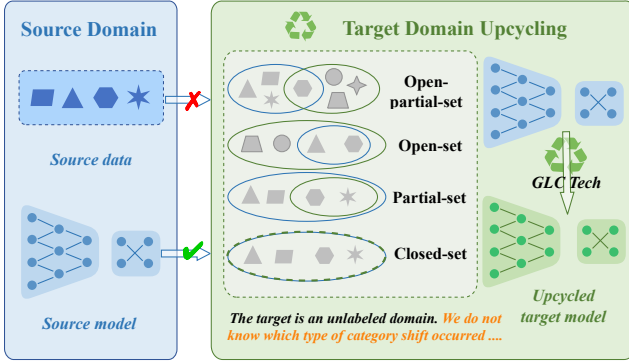 Source Domain
Source data
Source model
Target Domain Upcycling
Open-
partial-set
Open-set
Partial-set
Closed-set
The target is an unlabeled domain. We do not
know which type of category shift occurred ....
GLC Tech
Upcycled
target model